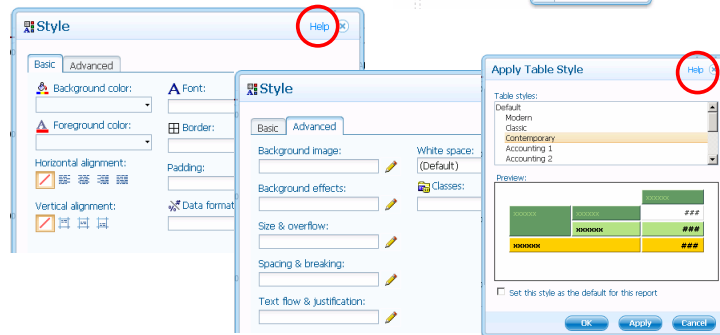 Style
Help
Basic Advanced
Background color:
Font:
Foreground color:
Border:
Horizontal alignment:
Padding:
Vertical alignment:
Data format
Style
Basic Advanced
Background image:
White space:
(Default)
Background effects:
Classes:
Size & overflow:
Spacing & breaking:
Text flow & justification:
Apply Table Style
Help
Table styles:
Default
Modern
Classic
Contemporary
Accounting 1
Accounting 2
Preview:
xxxxxx
xxxxxx xxxxxx ###
xxxxxx ###
xxxxxx ###
Set this style as the default for this report
OK Apply Cancel